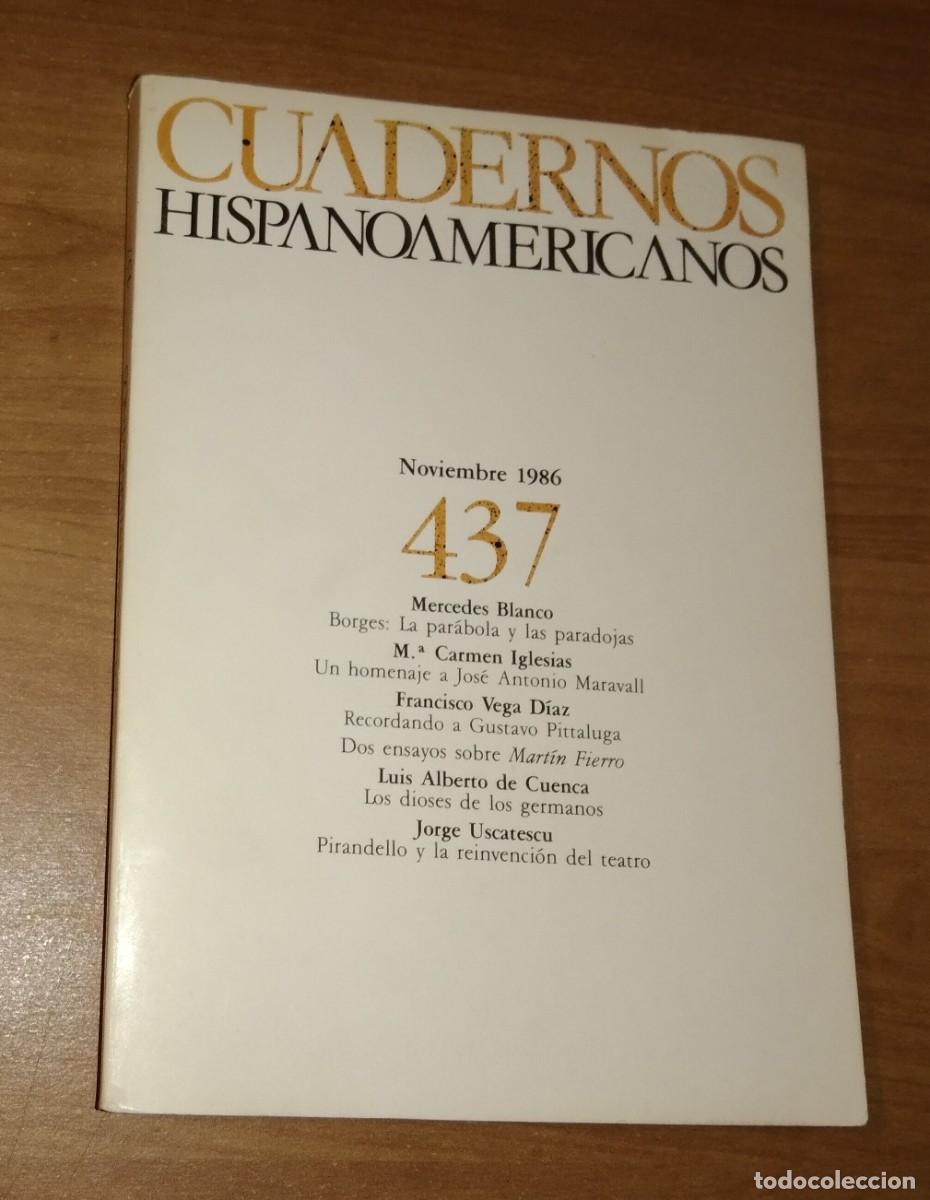 CUADERNOS
HISPANOAMERICANOS
Noviembre 1986
437
Mercedes Blanco
Borges: La parábola y las paradojas
M.ª Carmen Iglesias
Un homenaje a José Antonio Maravall
Francisco Vega Díaz
Recordando a Gustavo Pittaluga
Dos ensayos sobre Martín Fierro
Luis Alberto de Cuenca
Los dioses de los germanos
Jorge Uscatescu
Pirandello y la reinvención del teatro
todocoleccion